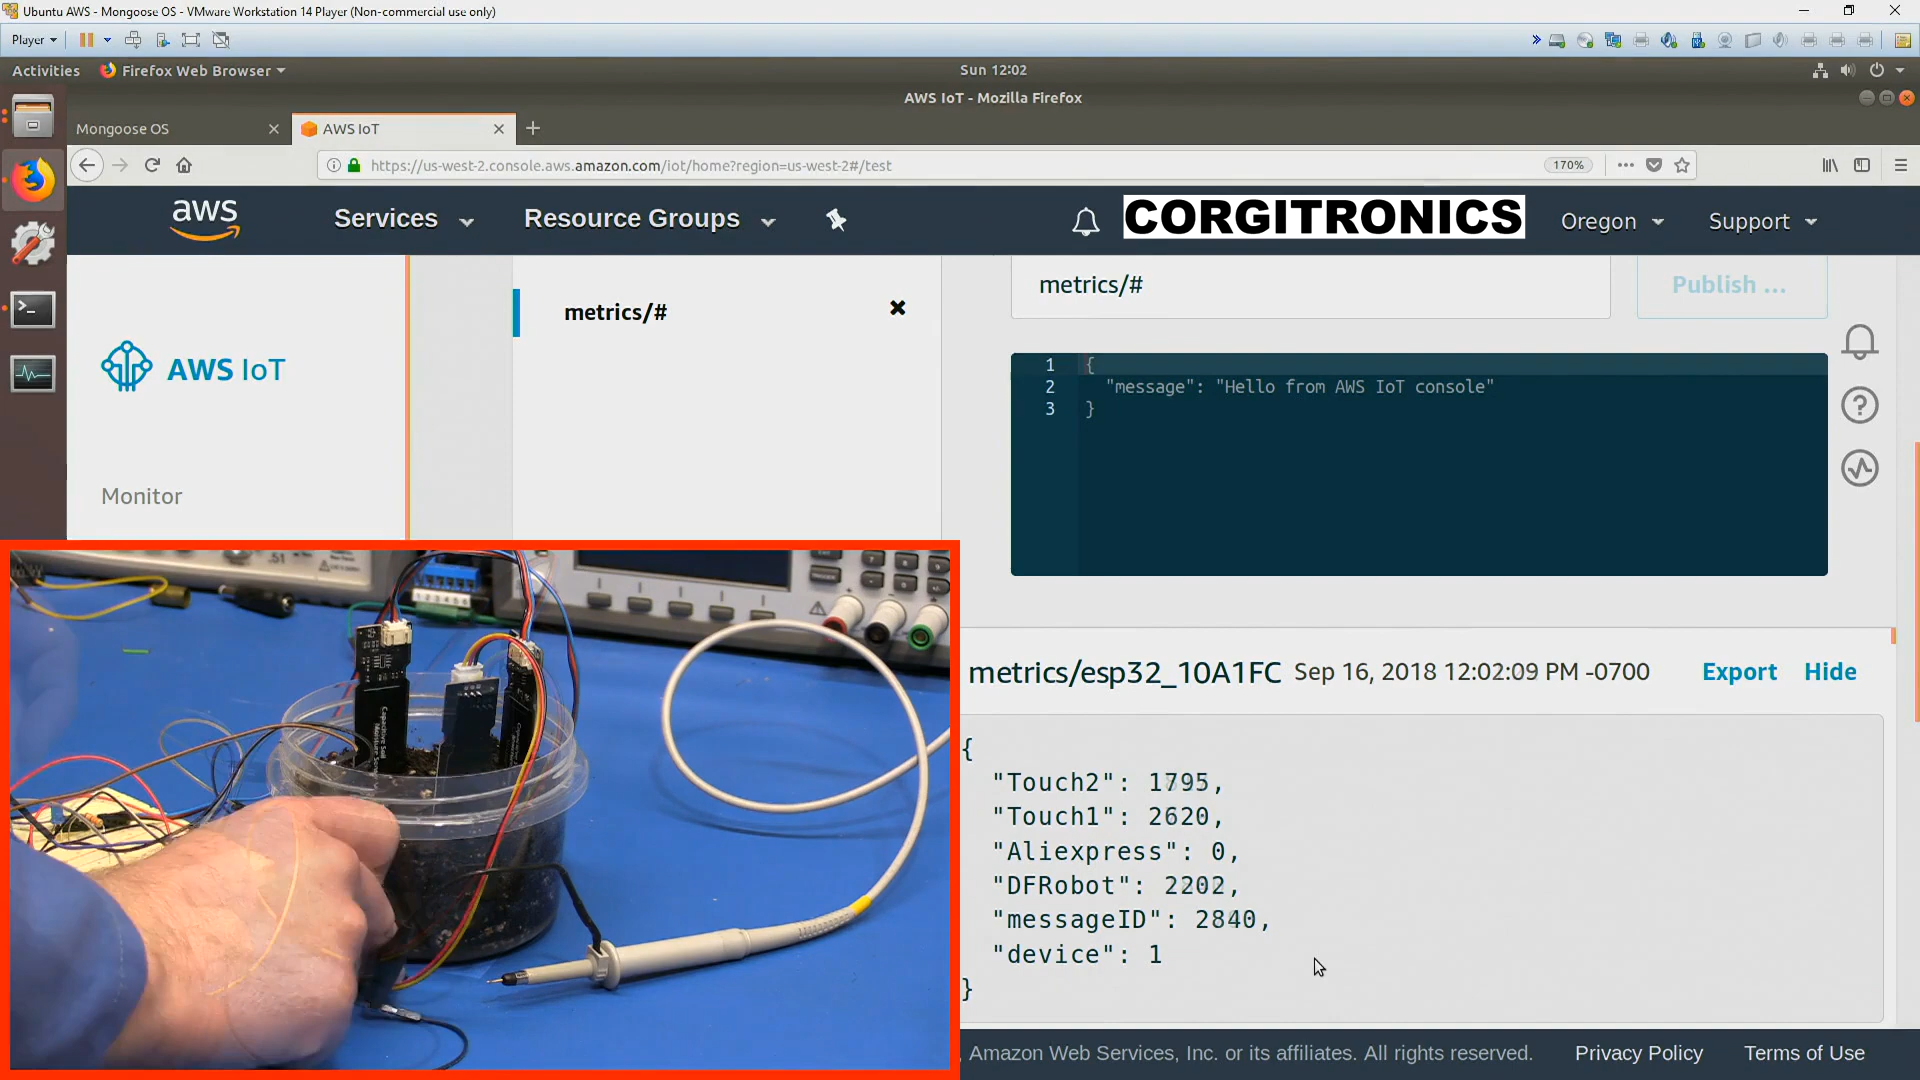 Ubuntu AWS - Mongoose OS - VMware Workstation 14 Player (Non-commercial use only)
Player
Activities
Firefox Web Browser
Sun 12:02
AWS IoT - Mozilla Firefox
Mongoose OS
AWS IoT
https://us-west-2.console.aws.amazon.com/iot/home?region=us-west-2#/test
170%
aws
Services
Resource Groups
CORGITRONICS
Oregon
Support
metrics/#
metrics/#
Publish ...
AWS IoT
Monitor
1 {
2 "message": "Hello from AWS IoT console"
3 }
metrics/esp32_10A1FC
Sep 16, 2018 12:02:09 PM -0700
Export
Hide
{
"Touch2": 1795,
"Touch1": 2620,
"Aliexpress": 0,
"DFRobot": 2202,
"messageID": 2840,
"device": 1
}
Capacitive Soil
Moisture
Amazon Web Services, Inc. or its affiliates. All rights reserved.
Privacy Policy
Terms of Use